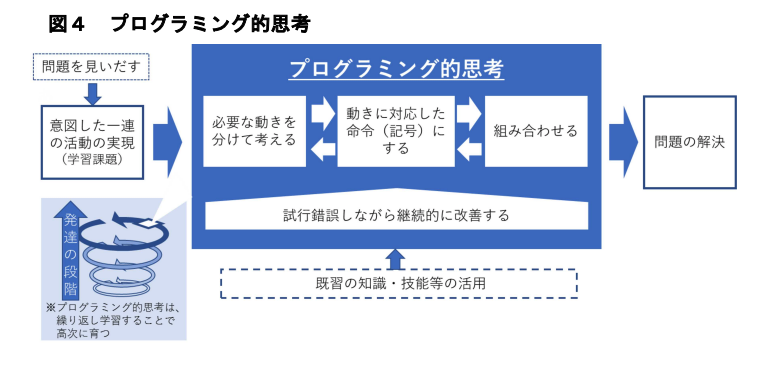 図４　プログラミング的思考
問題を見いだす
意図した一連
の活動の実現
（学習課題）
プログラミング的思考
必要な動きを
分けて考える
動きに対応した
命令（記号）に
する
組み合わせる
試行錯誤しながら継続的に改善する
問題の解決
既習の知識・技能等の活用
発達の段階
※プログラミング的思考は、
繰り返し学習することで
高次に育つ